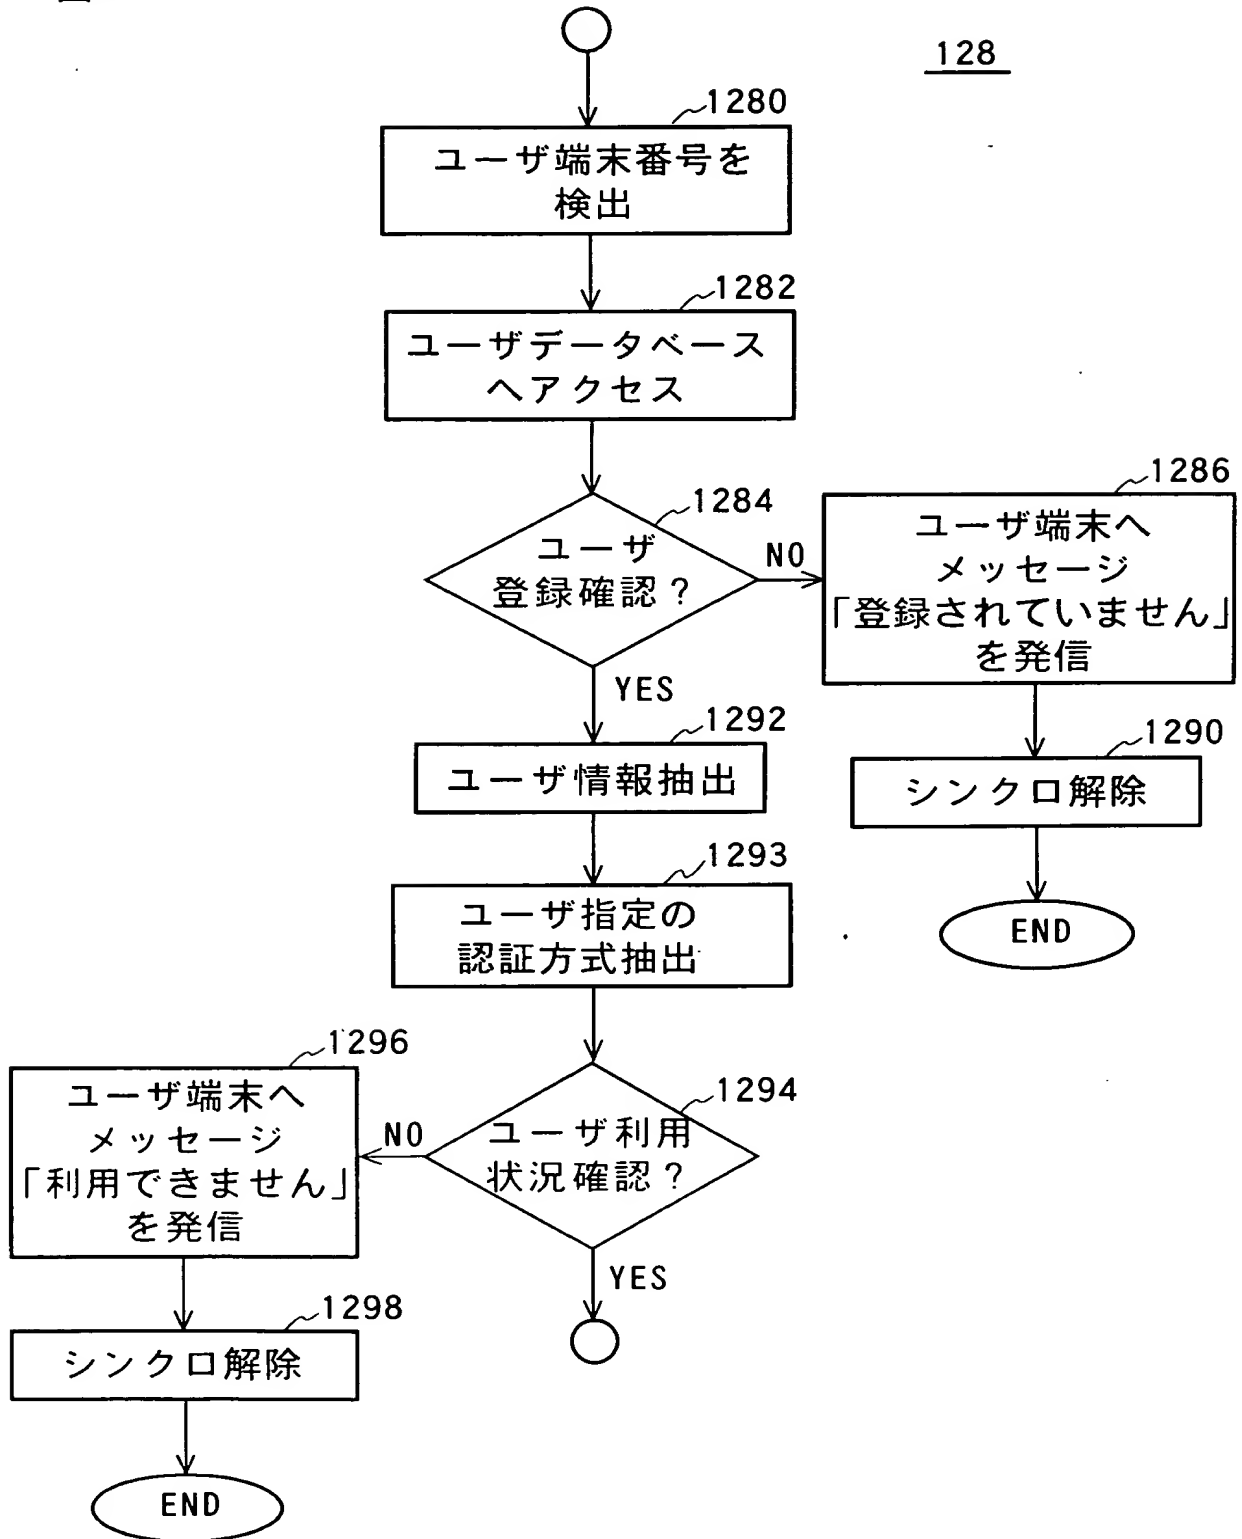 128
1280
ユーザ端末番号を
検出
1282
ユーザデータベース
へアクセス
1284
ユーザ
登録確認？
NO
YES
1286
ユーザ端末へ
メッセージ
「登録されていません」
を発信
1290
シンクロ解除
END
1292
ユーザ情報抽出
1293
ユーザ指定の
認証方式抽出
1294
ユーザ利用
状況確認？
NO
YES
1296
ユーザ端末へ
メッセージ
「利用できません」
を発信
1298
シンクロ解除
END